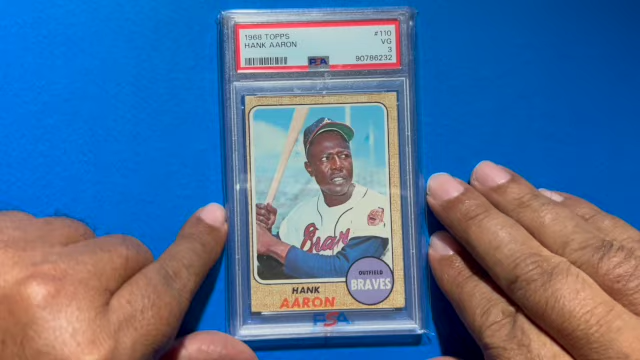 1968 TOPPS #110
HANK AARON VG
3
PSA 90786232
Braves
OUTFIELD
BRAVES
HANK
AARON
PSA